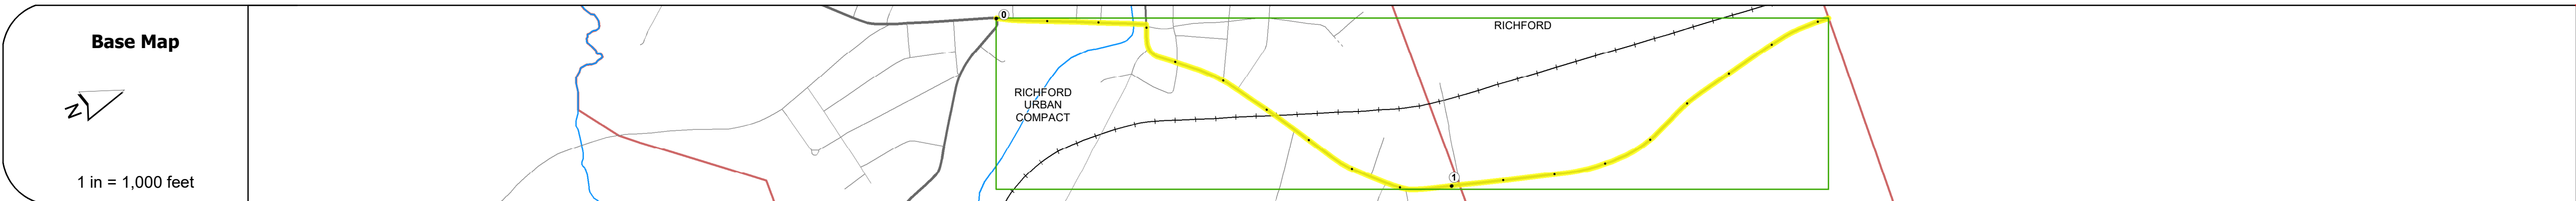 Base Map
N
1 in = 1,000 feet
0
RICHFORD
RICHFORD
URBAN
COMPACT
1